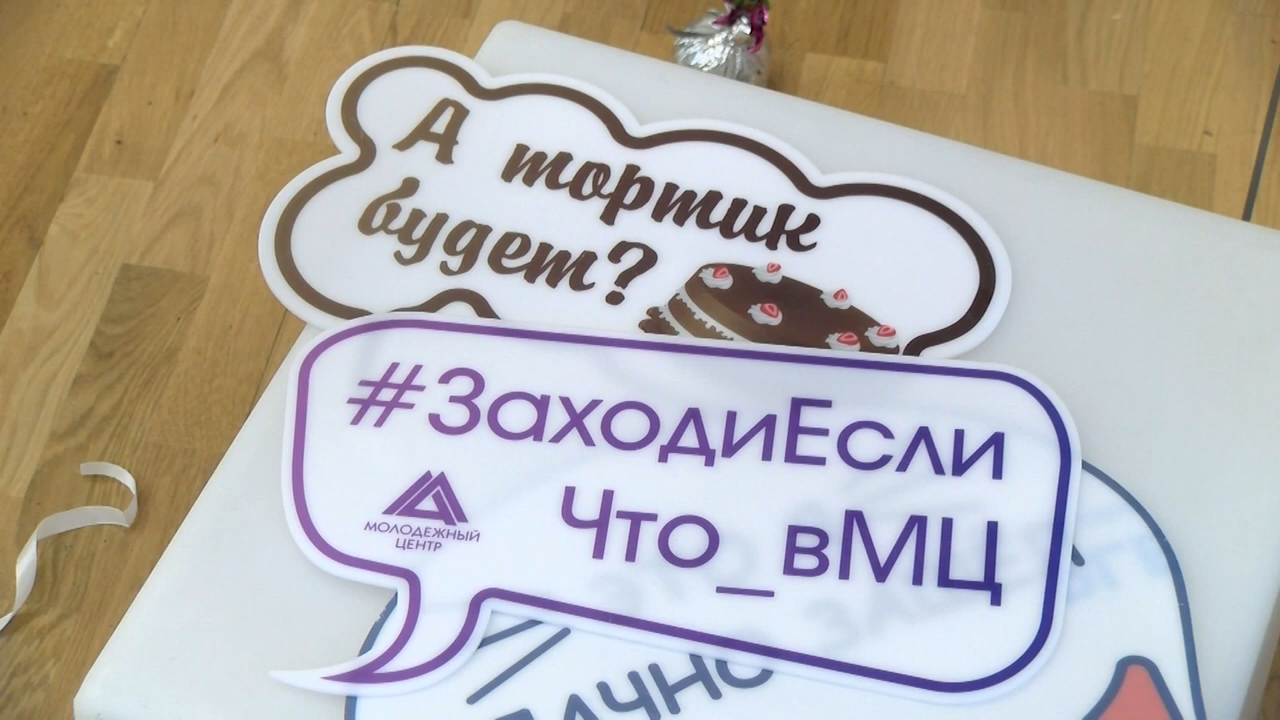 А тортик
будет?
#ЗаходиЕсли
Что_вМЦ
МОЛОДЕЖНЫЙ
ЦЕНТР